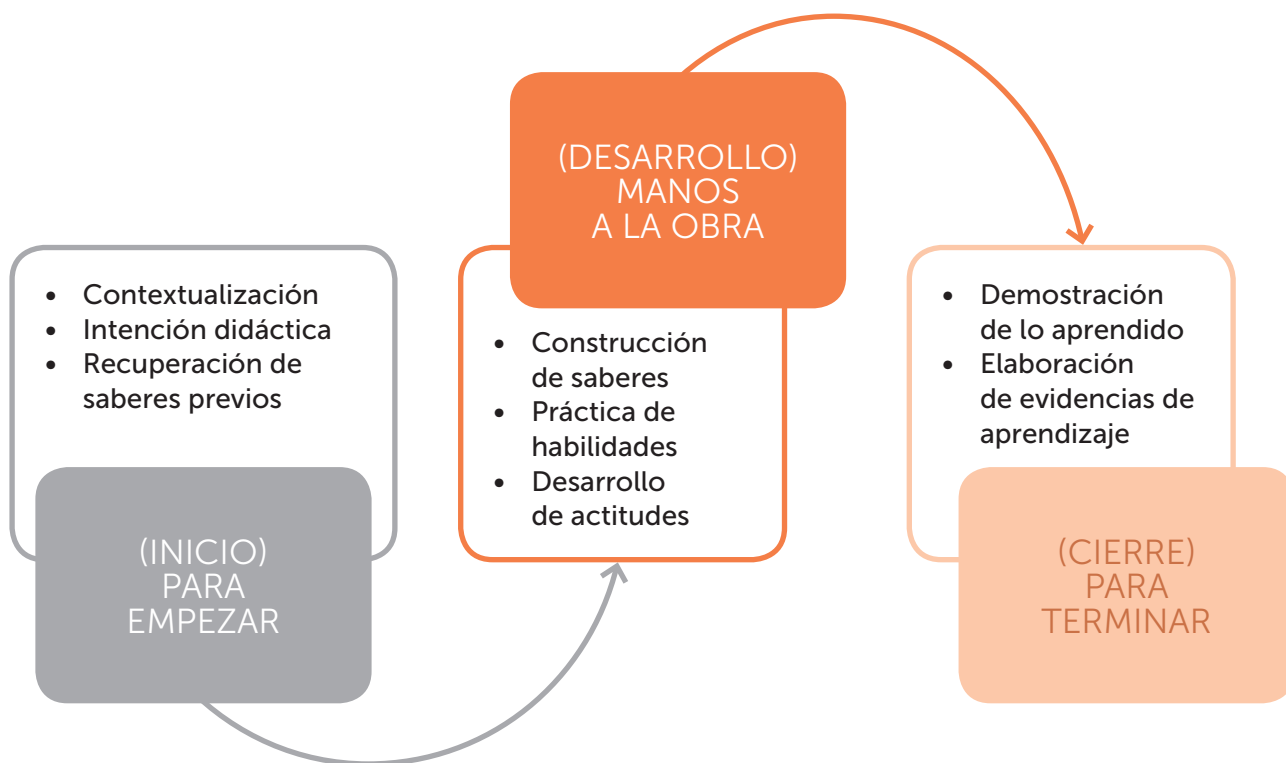 • Contextualización
• Intención didáctica
• Recuperación de
saberes previos
(INICIO)
PARA
EMPEZAR
(DESARROLLO)
MANOS
A LA OBRA
• Construcción
de saberes
• Práctica de
habilidades
• Desarrollo
de actitudes
• Demostración
de lo aprendido
• Elaboración
de evidencias de
aprendizaje
(CIERRE)
PARA
TERMINAR